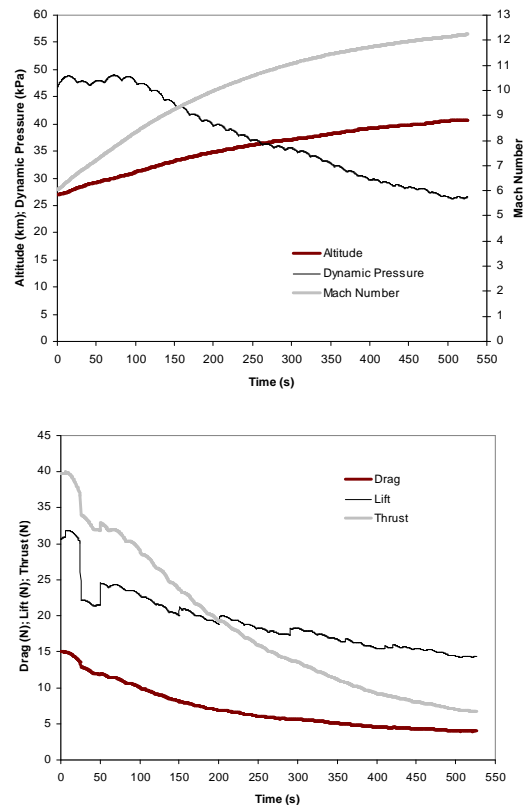 60
55
50
45
40
35
30
25
20
15
10
5
0
13
12
11
10
9
8
7
6
5
4
3
2
1
0
Altitude (km); Dynamic Pressure (kPa)
Mach Number
Altitude
Dynamic Pressure
Mach Number
0 50 100 150 200 250 300 350 400 450 500 550
Time (s)
45
40
35
30
25
20
15
10
5
0
Drag (N); Lift (N); Thrust (N)
Drag
Lift
Thrust
0 50 100 150 200 250 300 350 400 450 500 550
Time (s)